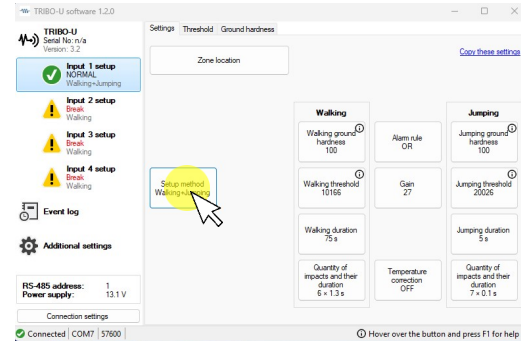 TRIBO-U software 1.2.0
TRIBO-U
Serial No: n/a
Version: 3.2
Input 1 setup
NORMAL
Walking+Jumping
Input 2 setup
Break
Walking
Input 3 setup
Break
Walking
Input 4 setup
Break
Walking
Event log
Additional settings
RS-485 address: 1
Power supply: 13.1 V
Connection settings
Settings Threshold Ground hardness
Zone location
Copy these settings
Setup method
Walking+Jumping
Walking
Walking ground
hardness
100
Walking threshold
10166
Walking duration
75 s
Quantity of
impacts and their
duration
6 × 1.3 s
Alarm rule
OR
Gain
27
Temperature
correction
OFF
Jumping
Jumping ground
hardness
100
Jumping threshold
20026
Jumping duration
5 s
Quantity of
impacts and their
duration
7 × 0.1 s
Connected COM7 57600
Hover over the button and press F1 for help